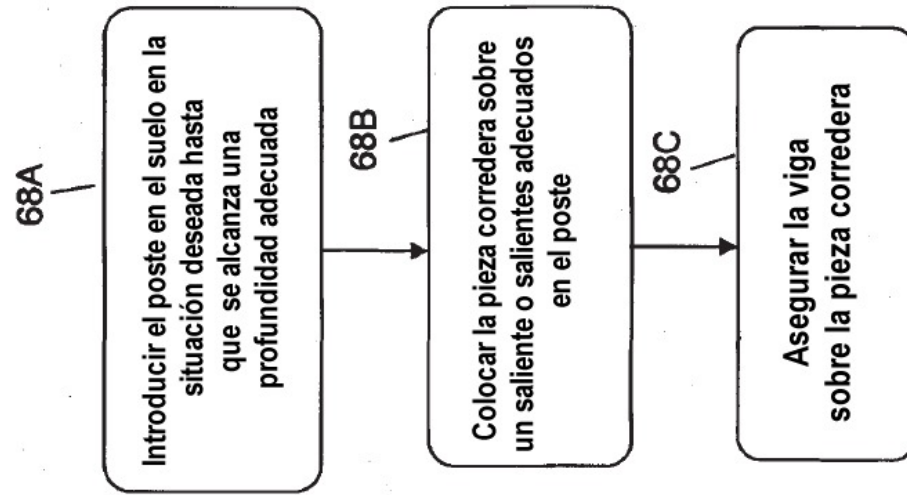 68A
Introducir el poste en el suelo en la
situación deseada hasta
que se alcanza una
profundidad adecuada
68B
Colocar la pieza corredera sobre
un saliente o salientes adecuados
en el poste
68C
Asegurar la viga
sobre la pieza corredera